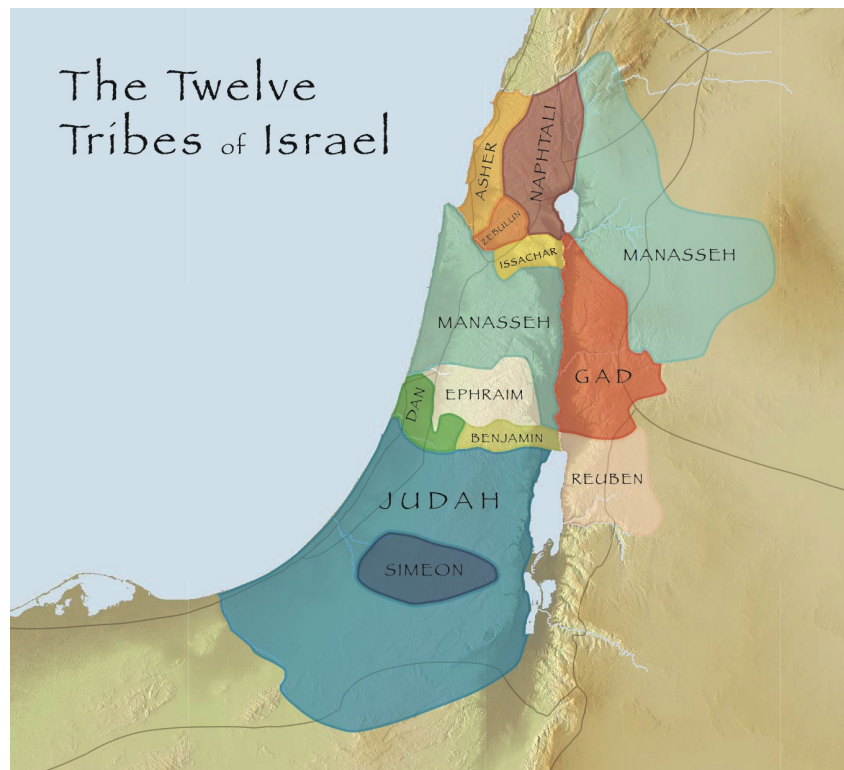 The Twelve
Tribes of Israel
ASHER
NAPHTALI
ZEBULUN
ISSACHAR
MANASSEH
MANASSEH
GAD
DAN
EPHRAIM
BENJAMIN
REUBEN
JUDAH
SIMEON